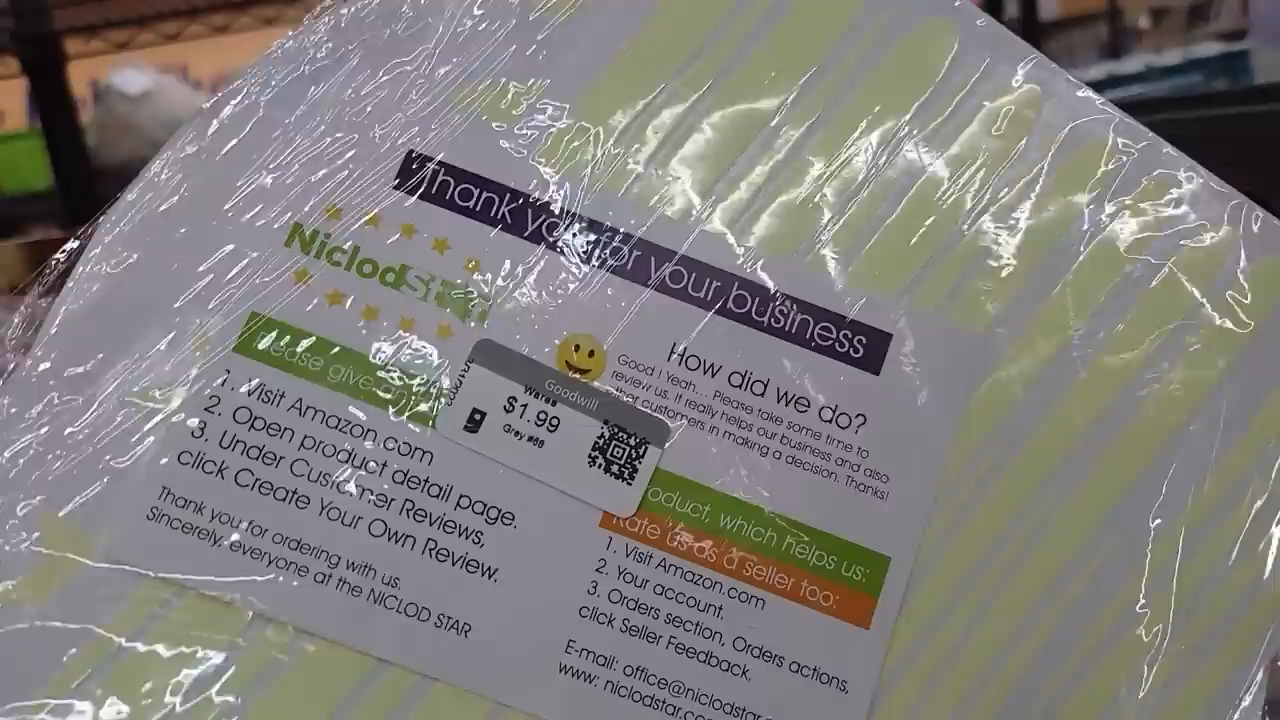 Thank you for your business
Niclod Star
Please give
How did we do?
Good ! Yeah... Please take some time to
review us. It really helps our business and also
other customers in making a decision. Thanks!
Goodwill
Wares
$1.99
Grey #88
1. Visit Amazon.com
2. Open product detail page.
3. Under Customer Reviews,
click Create Your Own Review.
Thank you for ordering with us.
Sincerely, everyone at the NICLOD STAR
oduct, which helps us:
Rate us as a seller too:
1. Visit Amazon.com
2. Your account.
3. Orders section, Orders actions,
click Seller Feedback,
E-mail: office@niclodstar
www: niclodstar.co